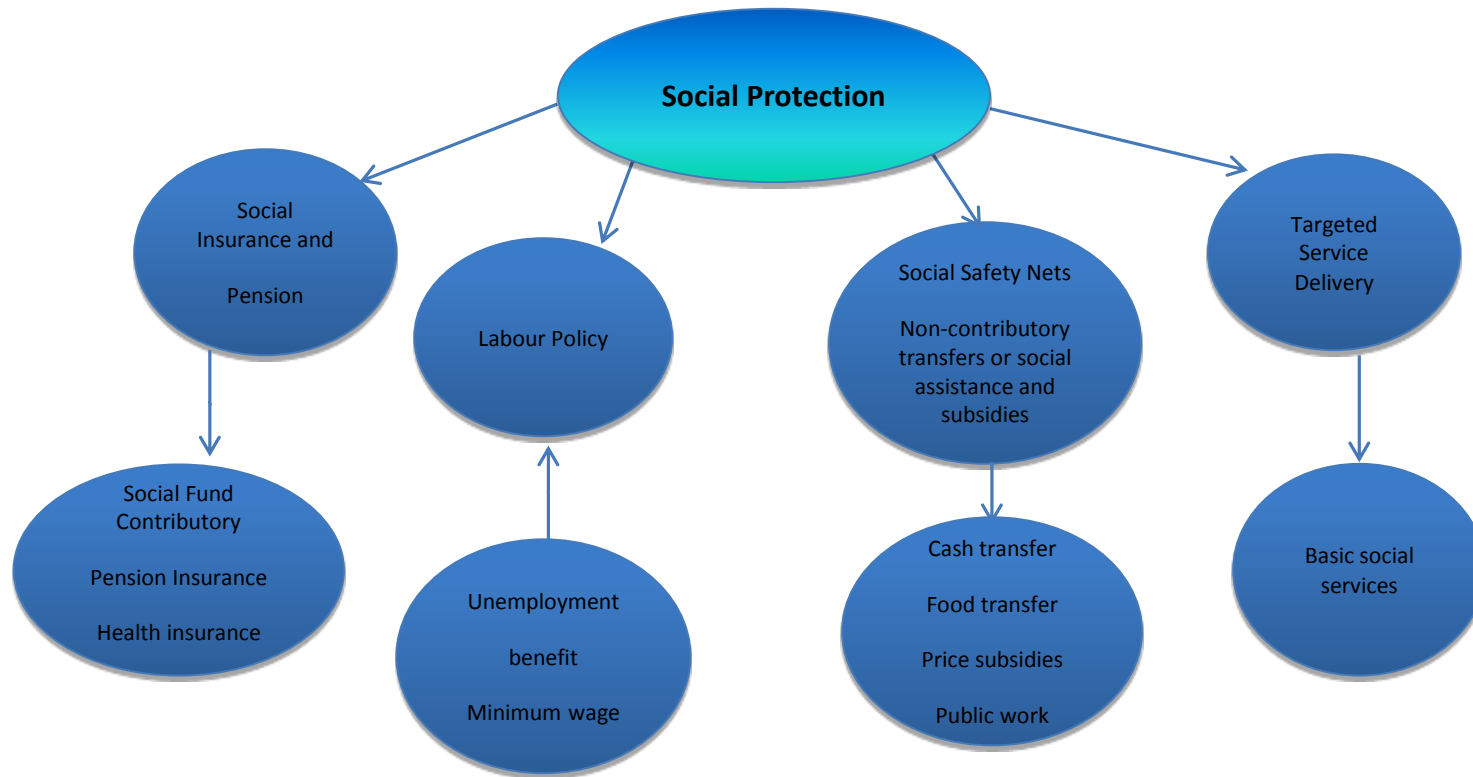 Social Protection
Social
Insurance and
Pension
Labour Policy
Social Safety Nets
Non-contributory
transfers or social
assistance and
subsidies
Targeted
Service
Delivery
Social Fund
Contributory
Pension Insurance
Health insurance
Unemployment
benefit
Minimum wage
Cash transfer
Food transfer
Price subsidies
Public work
Basic social
services